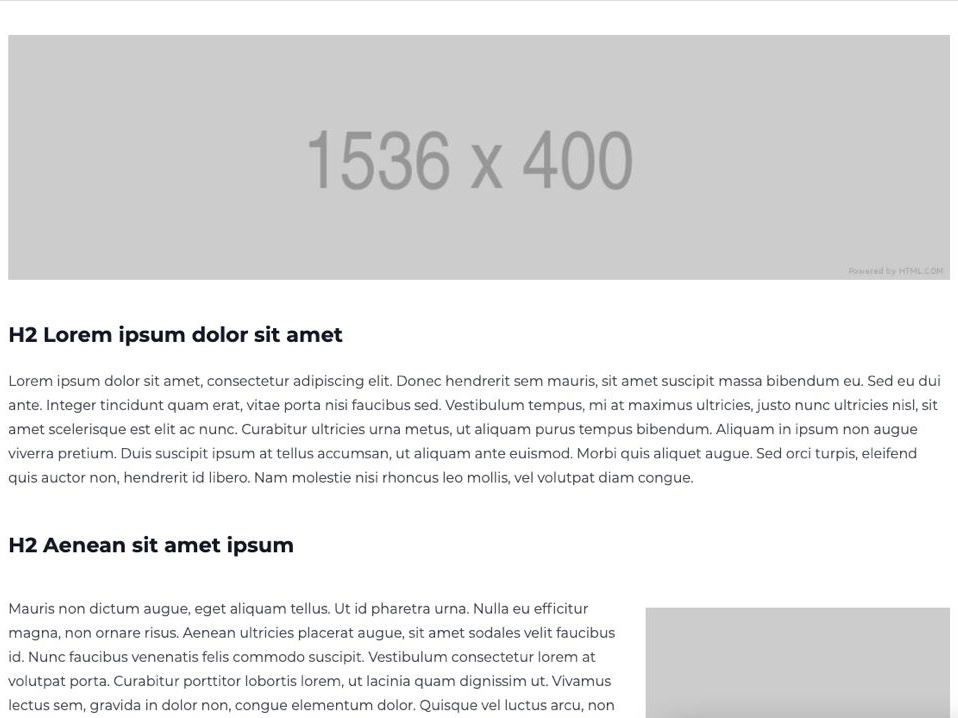 1536 x 400
Powered by HTML.COM
H2 Lorem ipsum dolor sit amet
Lorem ipsum dolor sit amet, consectetur adipiscing elit. Donec hendrerit sem mauris, sit amet suscipit massa bibendum eu. Sed eu dui
ante. Integer tincidunt quam erat, vitae porta nisi faucibus sed. Vestibulum tempus, mi at maximus ultricies, justo nunc ultricies nisl, sit
amet scelerisque est elit ac nunc. Curabitur ultricies urna metus, ut aliquam purus tempus bibendum. Aliquam in ipsum non augue
viverra pretium. Duis suscipit ipsum at tellus accumsan, ut aliquam ante euismod. Morbi quis aliquet augue. Sed orci turpis, eleifend
quis auctor non, hendrerit id libero. Nam molestie nisi rhoncus leo mollis, vel volutpat diam congue.
H2 Aenean sit amet ipsum
Mauris non dictum augue, eget aliquam tellus. Ut id pharetra urna. Nulla eu efficitur
magna, non ornare risus. Aenean ultricies placerat augue, sit amet sodales velit faucibus
id. Nunc faucibus venenatis felis commodo suscipit. Vestibulum consectetur lorem at
volutpat porta. Curabitur porttitor lobortis lorem, ut lacinia quam dignissim ut. Vivamus
lectus sem, gravida in dolor non, congue elementum dolor. Quisque vel luctus arcu, non